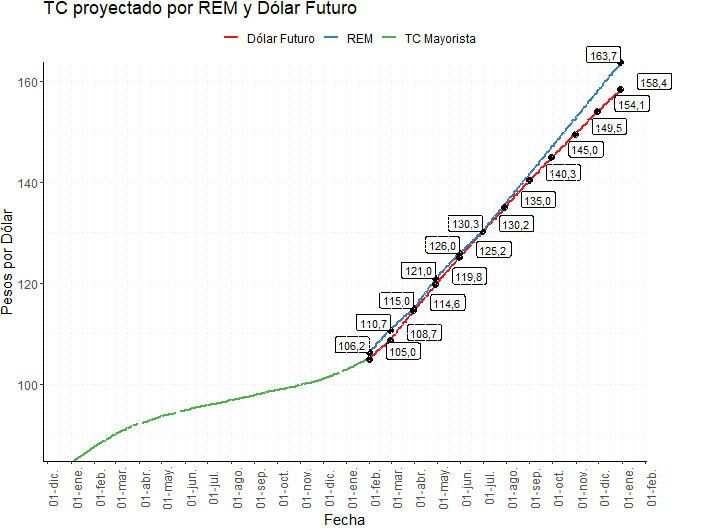 TC proyectado por REM y Dólar Futuro
Dólar Futuro REM TC Mayorista
Pesos por Dólar
160
140
120
100
163,7
158,4
154,1
149,5
145,0
140,3
135,0
130,3
130,2
126,0
125,2
121,0
119,8
115,0
114,6
110,7
108,7
106,2
105,0
01-dic.
01-ene.
01-feb.
01-mar.
01-abr.
01-may.
01-jun.
01-jul.
01-ago.
01-sep.
01-oct.
01-nov.
01-dic.
01-ene.
01-feb.
01-mar.
01-abr.
01-may.
01-jun.
01-jul.
01-ago.
01-sep.
01-oct.
01-nov.
01-dic.
01-ene.
01-feb.
Fecha